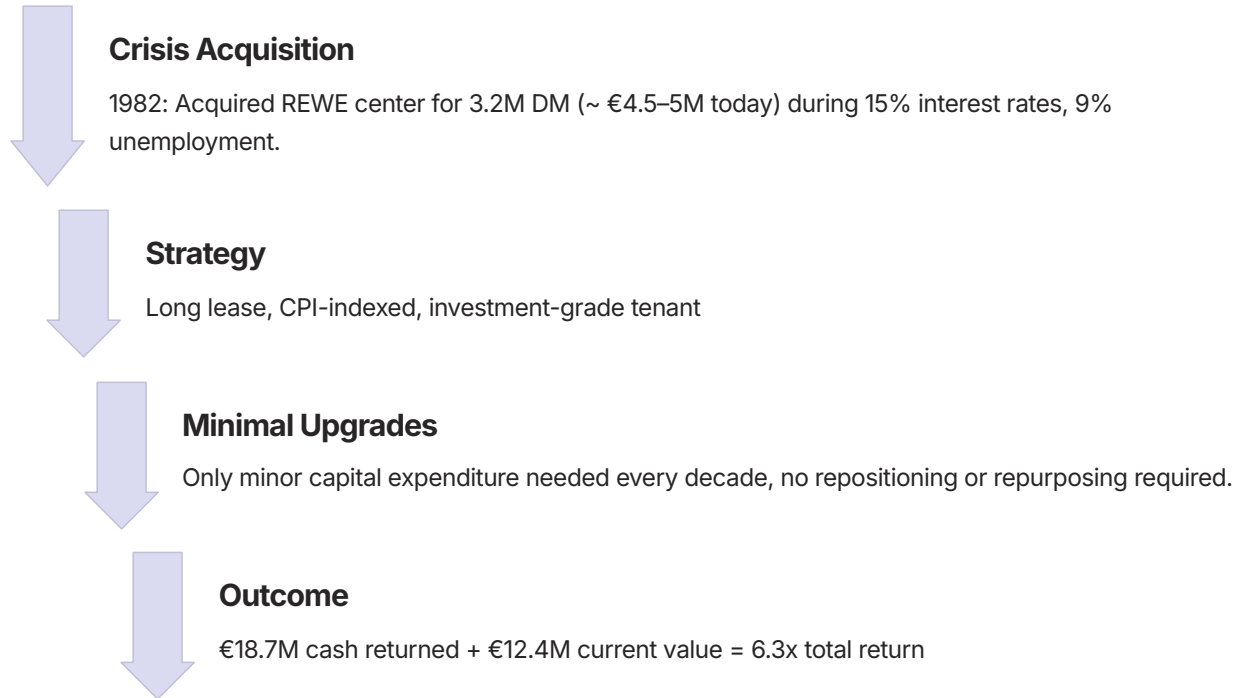 Crisis Acquisition
1982: Acquired REWE center for 3.2M DM (~ €4.5–5M today) during 15% interest rates, 9%
unemployment.
Strategy
Long lease, CPI-indexed, investment-grade tenant
Minimal Upgrades
Only minor capital expenditure needed every decade, no repositioning or repurposing required.
Outcome
€18.7M cash returned + €12.4M current value = 6.3x total return